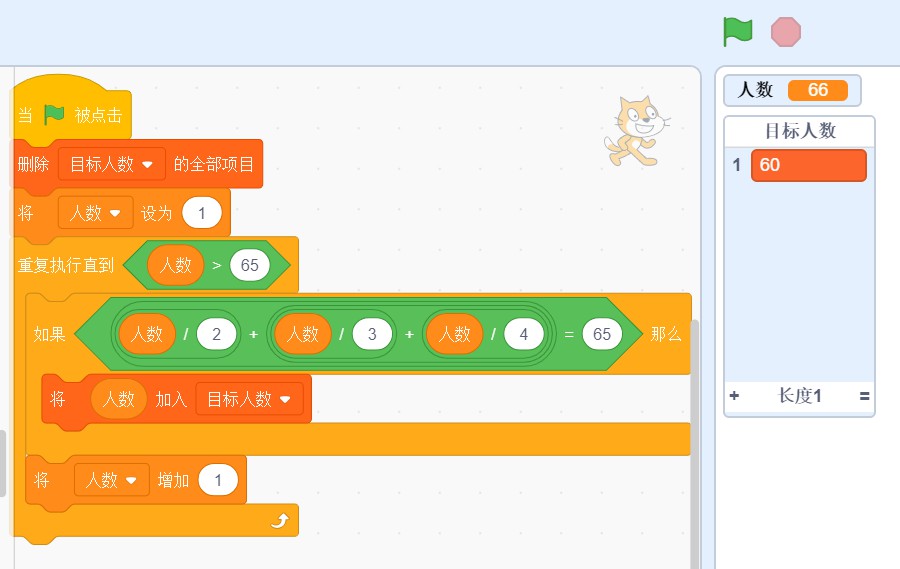 当 被点击
删除 目标人数 的全部项目
将 人数 设为 1
重复执行直到 人数 > 65
如果 人数 / 2 + 人数 / 3 + 人数 / 4 = 65 那么
将 人数 加入 目标人数
将 人数 增加 1
人数 66
目标人数
1 60
+ 长度1 =